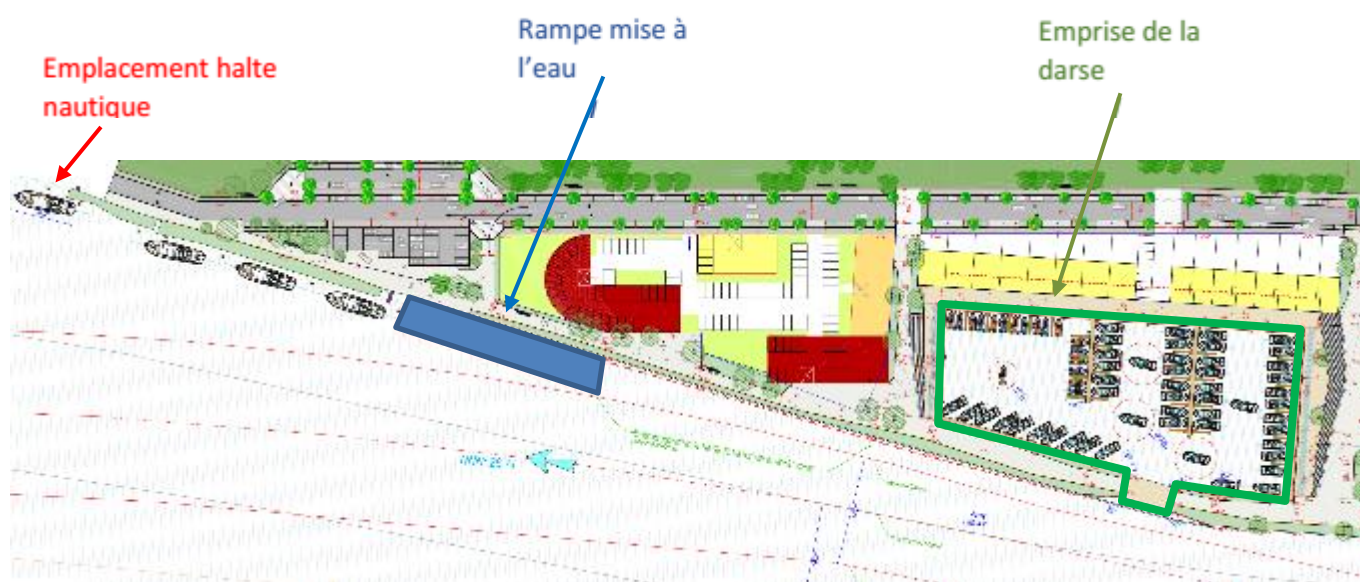 Emplacement halte
nautique
Rampe mise à
l'eau
Emprise de la
darse